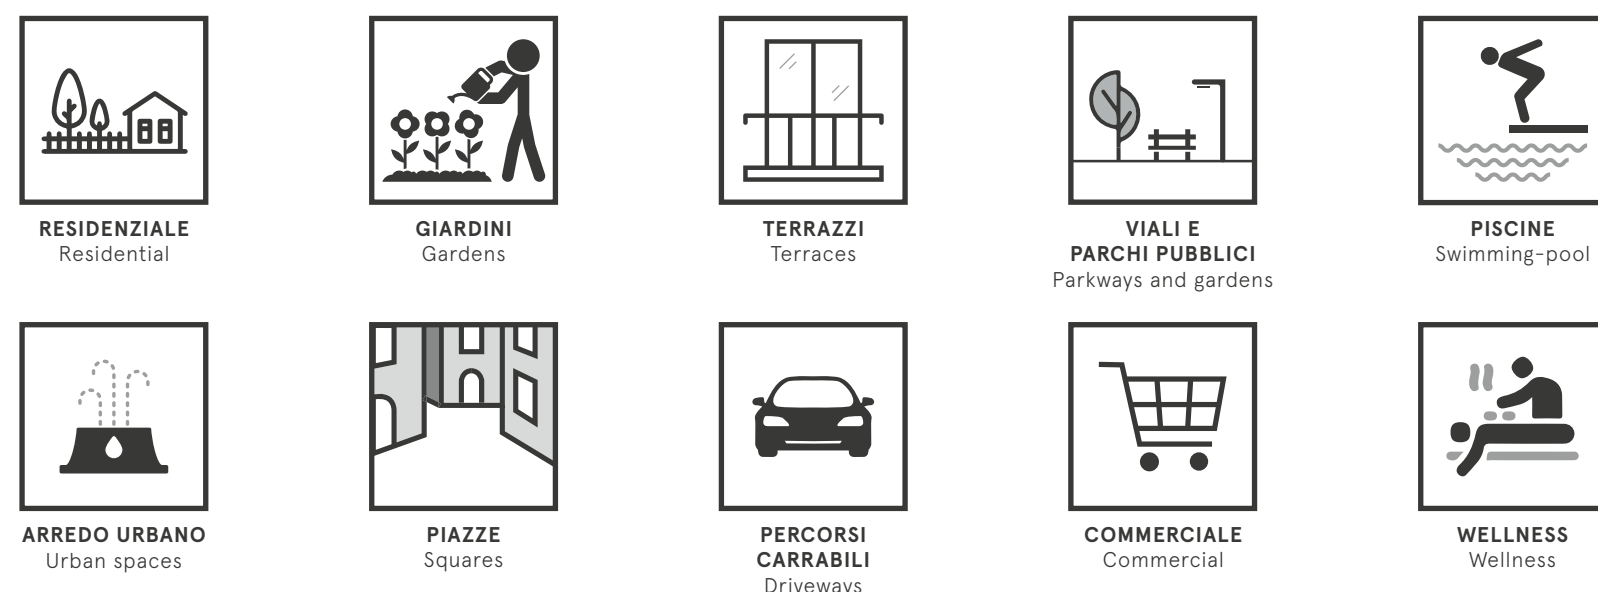 RESIDENZIALE
Residential
GIARDINI
Gardens
TERRAZZI
Terraces
VIALI E
PARCHI PUBBLICI
Parkways and gardens
PISCINE
Swimming-pool
ARREDO URBANO
Urban spaces
PIAZZE
Squares
PERCORSI
CARRABILI
Driveways
COMMERCIALE
Commercial
WELLNESS
Wellness